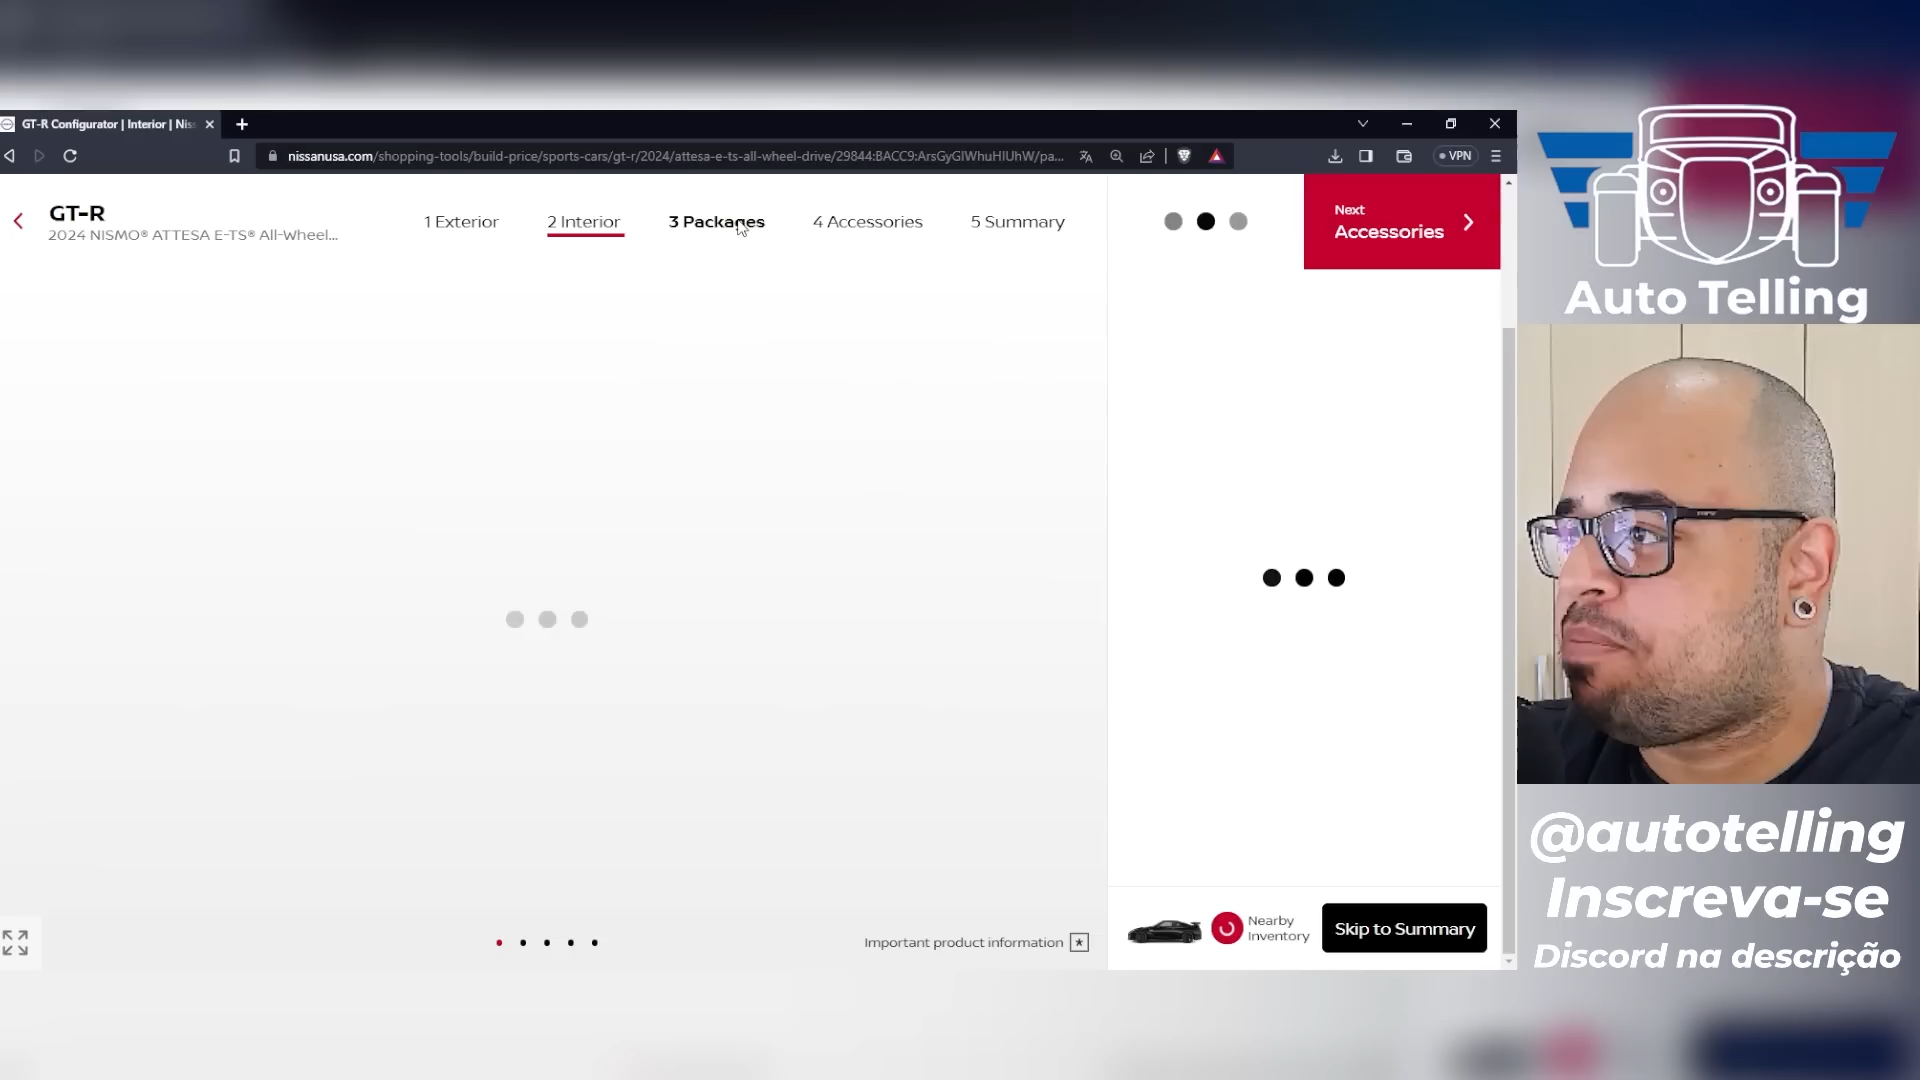 GT-R Configurator | Interior | Nis
nissanusa.com/shopping-tools/build-price/sports-cars/gt-r/2024/attesa-e-ts-all-wheel-drive/29844:BACC9:ArsGyGIWhuHIUhW/pa...
VPN
GT-R
2024 NISMO® ATTESA E-TS® All-Wheel...
1 Exterior
2 Interior
3 Packages
4 Accessories
5 Summary
Next
Accessories
Auto Telling
@autotelling
Inscreva-se
Discord na descrição
Important product information *
Nearby
Inventory
Skip to Summary